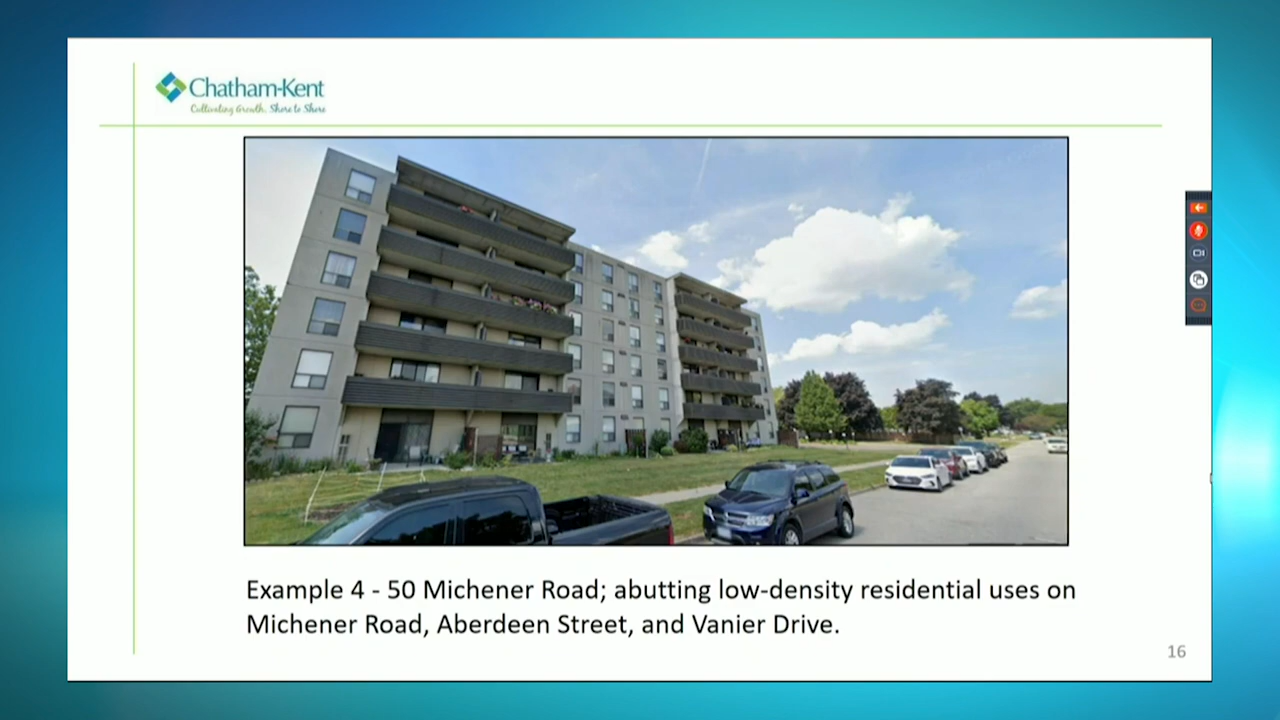 Chatham-Kent
Cultivating Growth. Shore to Shore
Example 4 - 50 Michener Road; abutting low-density residential uses on
Michener Road, Aberdeen Street, and Vanier Drive.
16